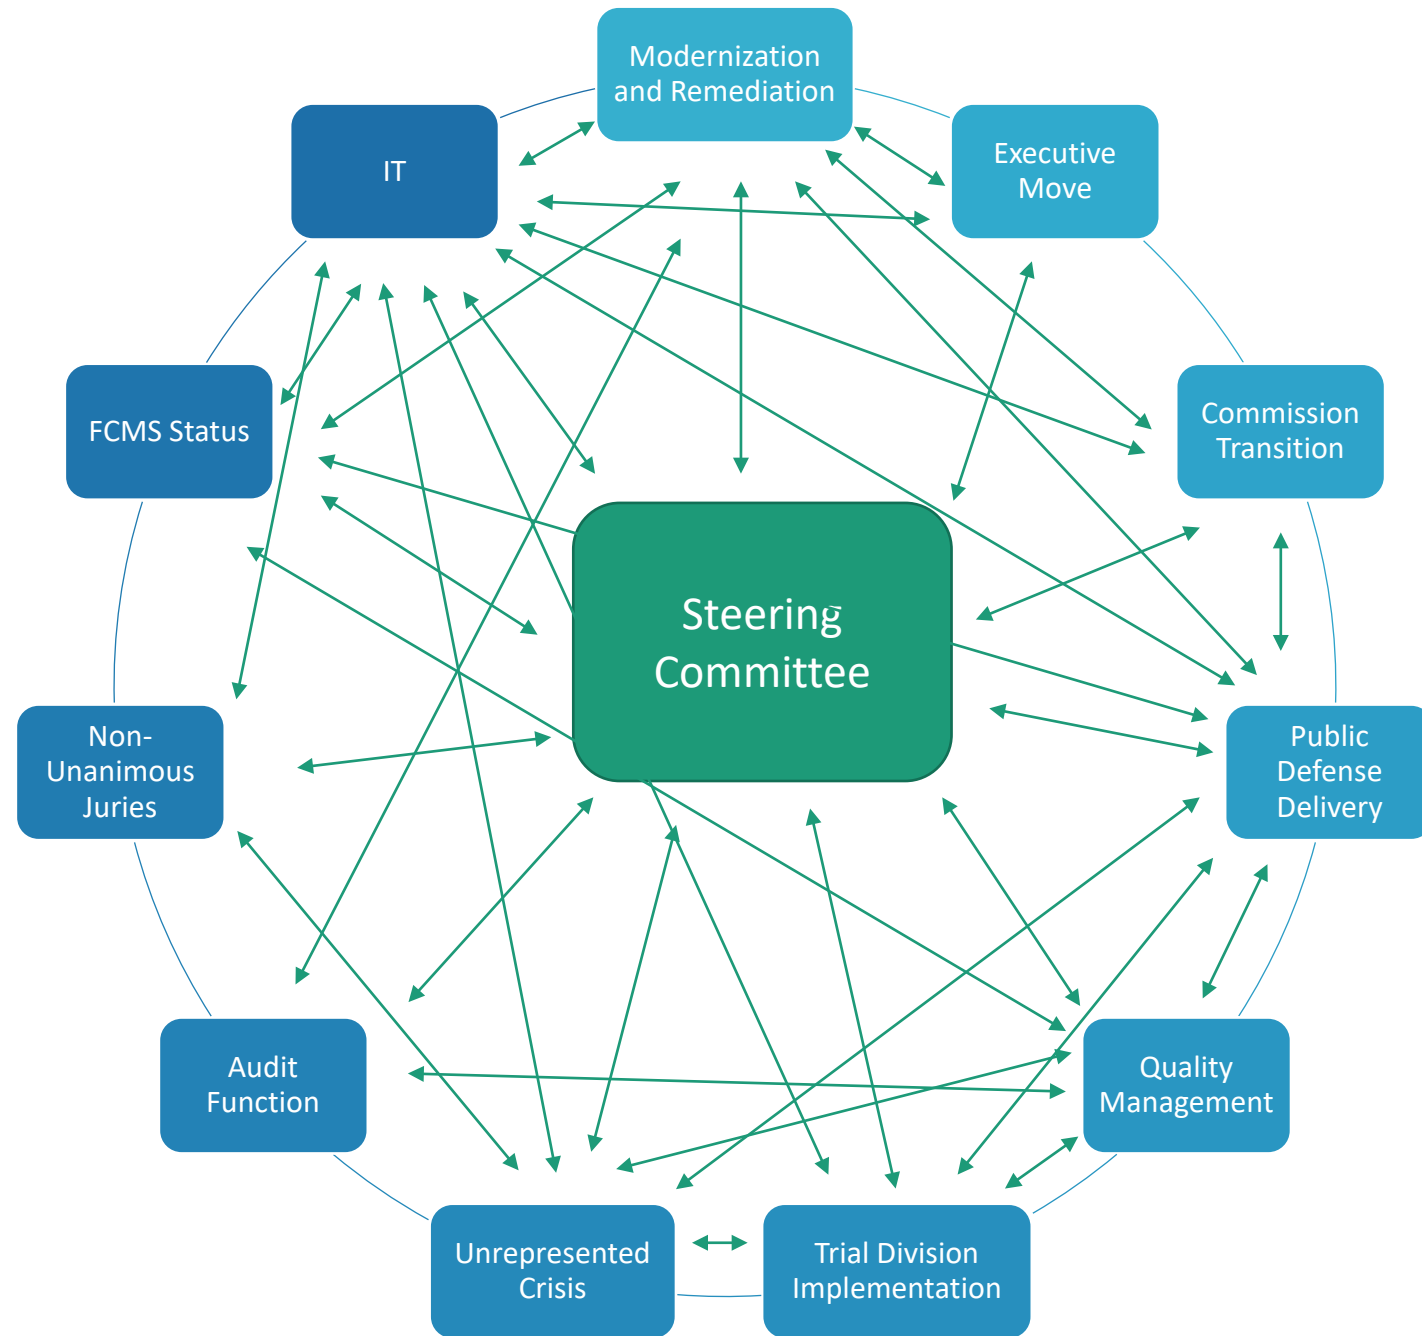 Modernization
and Remediation
IT
Executive
Move
FCMS Status
Commission
Transition
Steering
Committee
Non-
Unanimous
Juries
Public
Defense
Delivery
Audit
Function
Quality
Management
Unrepresented
Crisis
Trial Division
Implementation